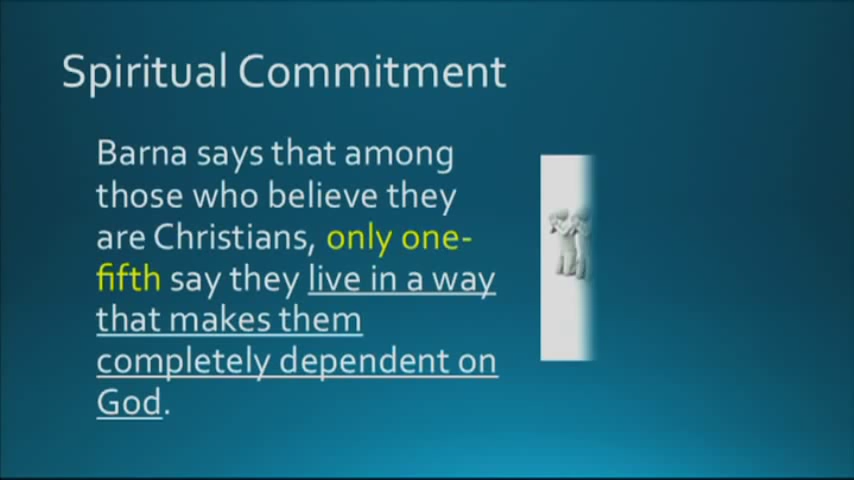 Spiritual Commitment
Barna says that among
those who believe they
are Christians, only one-
fifth say they live in a way
that makes them
completely dependent on
God.